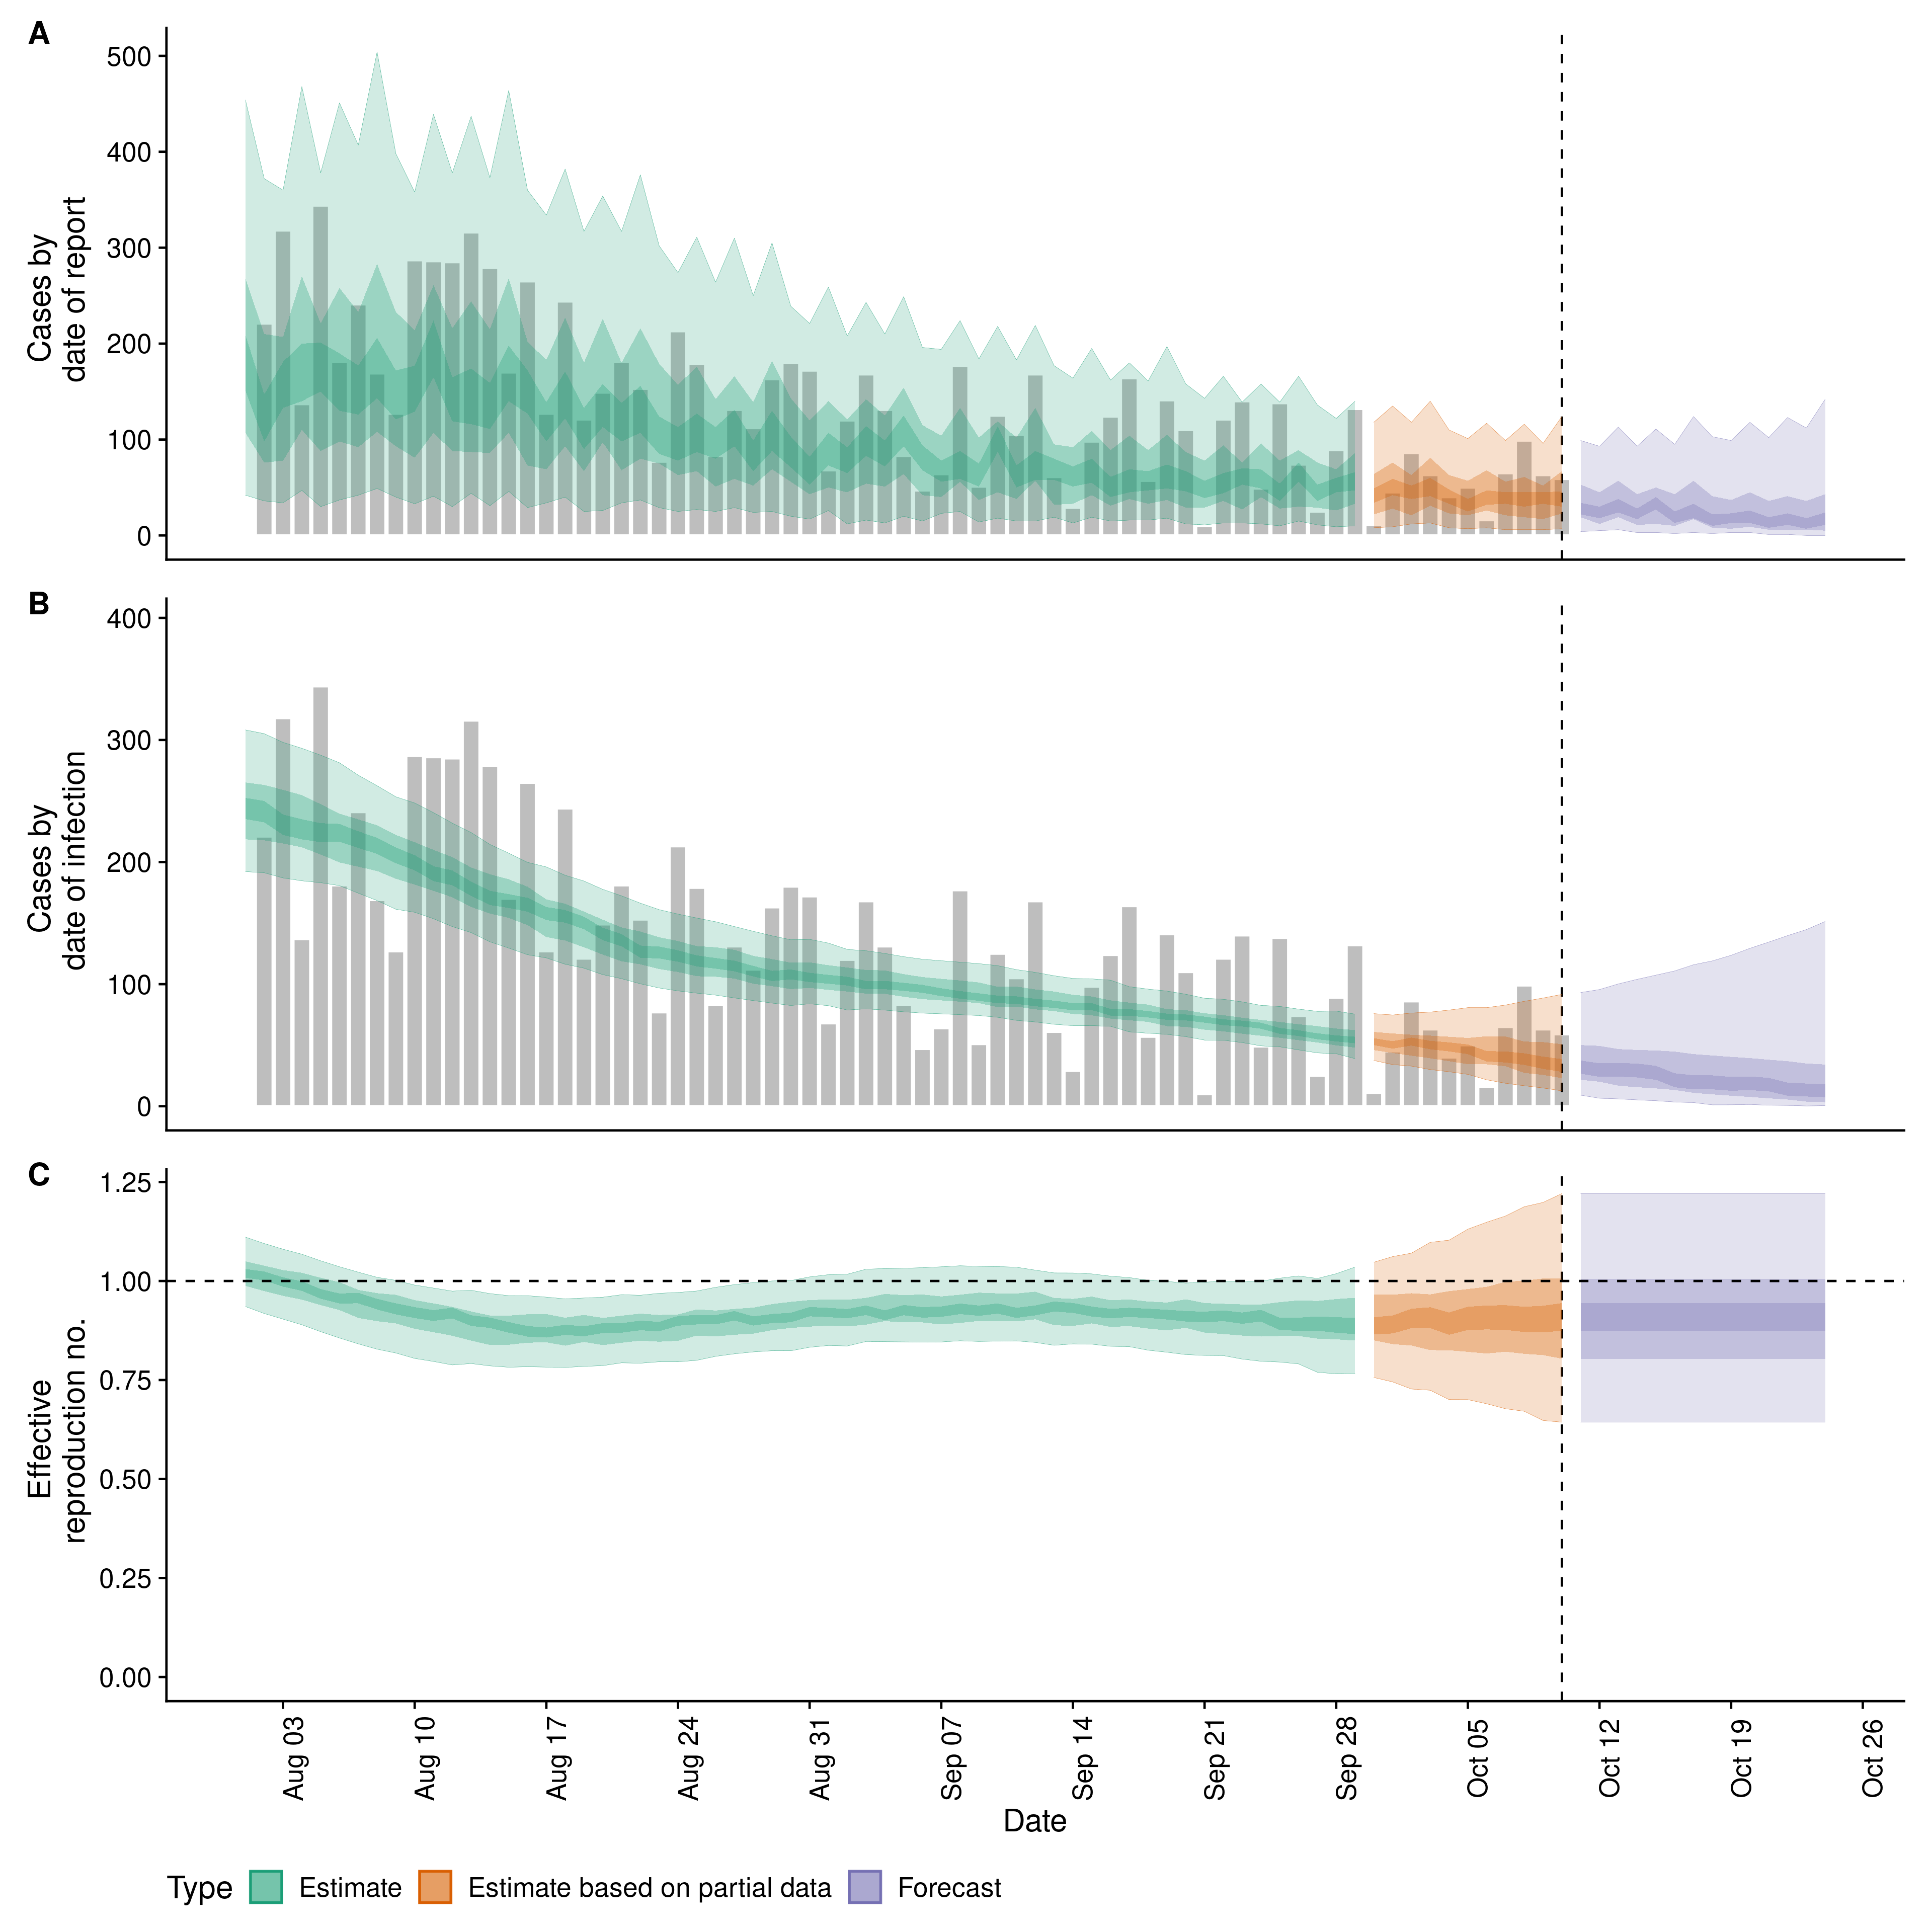 A
500
400
300
200
100
0
Cases by
date of report
B
400
300
200
100
0
Cases by
date of infection
C
1.25
1.00
0.75
0.50
0.25
0.00
Effective
reproduction no.
Aug 03
Aug 10
Aug 17
Aug 24
Aug 31
Sep 07
Sep 14
Sep 21
Sep 28
Oct 05
Oct 12
Oct 19
Oct 26
Date
Type Estimate Estimate based on partial data Forecast